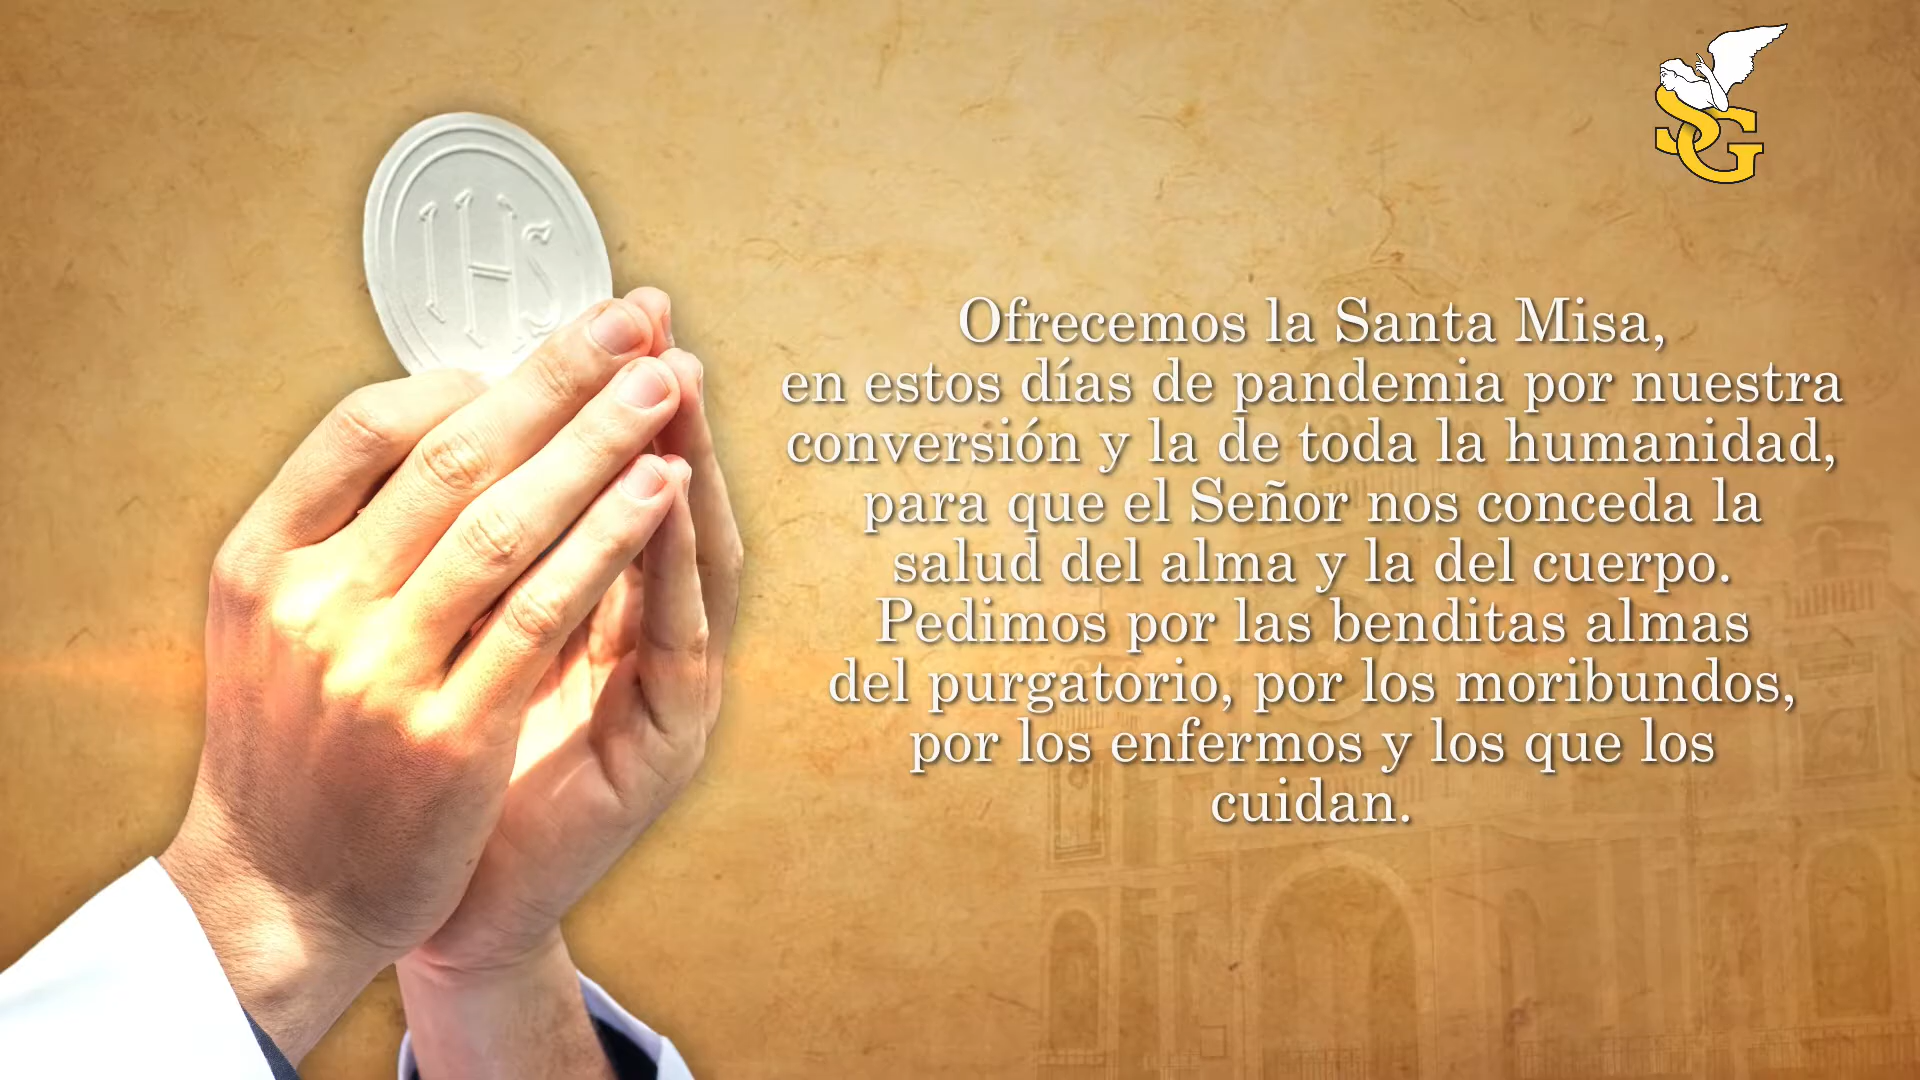 SG
IHS
Ofrecemos la Santa Misa,
en estos días de pandemia por nuestra
conversión y la de toda la humanidad,
para que el Señor nos conceda la
salud del alma y la del cuerpo.
Pedimos por las benditas almas
del purgatorio, por los moribundos,
por los enfermos y los que los
cuidan.